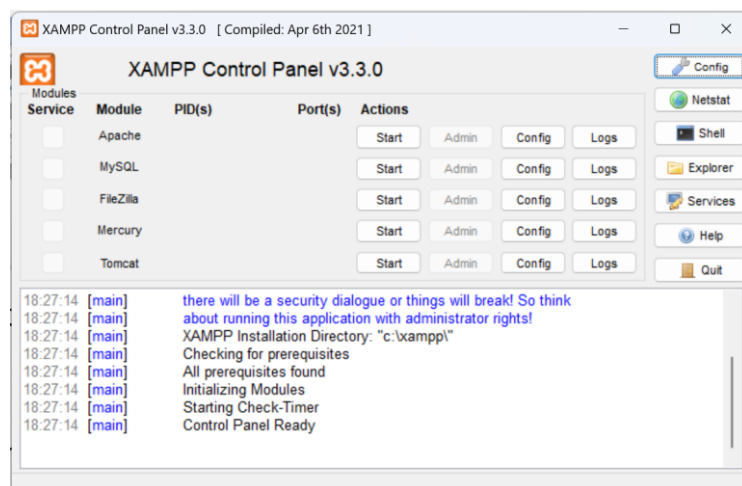 XAMPP Control Panel v3.3.0 [ Compiled: Apr 6th 2021 ]
XAMPP Control Panel v3.3.0
Config
Modules
Service Module PID(s) Port(s) Actions
Netstat
Apache Start Admin Config Logs
Shell
MySQL Start Admin Config Logs
Explorer
FileZilla Start Admin Config Logs
Services
Mercury Start Admin Config Logs
Help
Tomcat Start Admin Config Logs
Quit
18:27:14 [main] there will be a security dialogue or things will break! So think
18:27:14 [main] about running this application with administrator rights!
18:27:14 [main] XAMPP Installation Directory: "c:\xampp\"
18:27:14 [main] Checking for prerequisites
18:27:14 [main] All prerequisites found
18:27:14 [main] Initializing Modules
18:27:14 [main] Starting Check-Timer
18:27:14 [main] Control Panel Ready